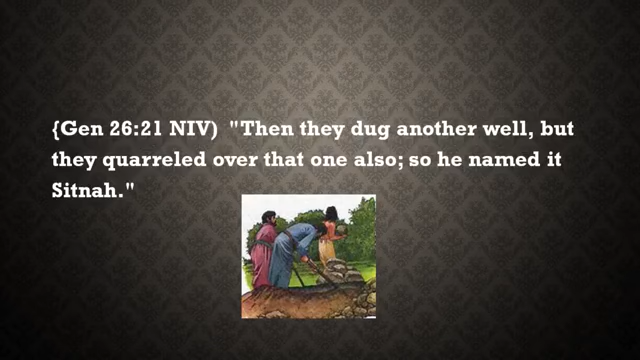 {Gen 26:21 NIV) "Then they dug another well, but
they quarreled over that one also; so he named it
Sitnah."